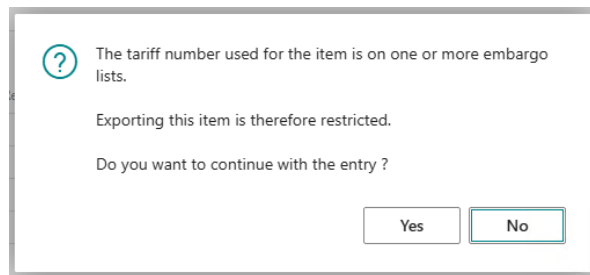 The tariff number used for the item is on one or more embargo
lists.
Exporting this item is therefore restricted.
Do you want to continue with the entry ?
Yes
No